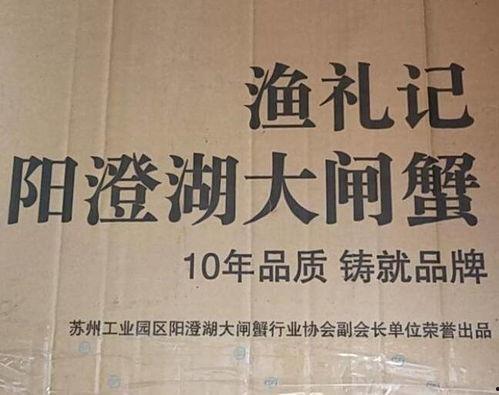 渔礼记
阳澄湖大闸蟹
10年品质 铸就品牌
苏州工业园区阳澄湖大闸蟹行业协会副会长单位荣誉出品